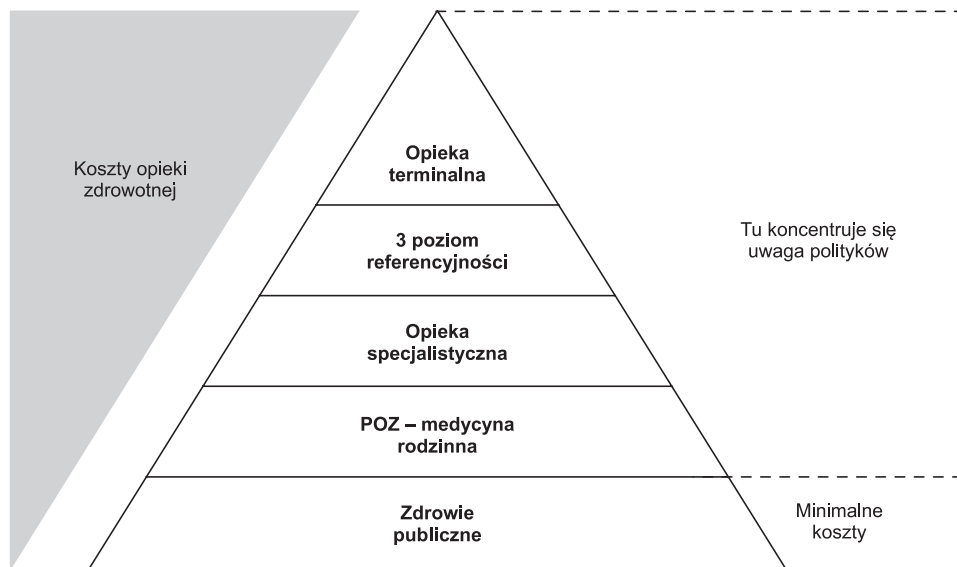 Koszty opieki
zdrowotnej
Opieka
terminalna
3 poziom
referencyjności
Tu koncentruje się
uwaga polityków
Opieka
specjalistyczna
POZ – medycyna
rodzinna
Zdrowie
publiczne
Minimalne
koszty